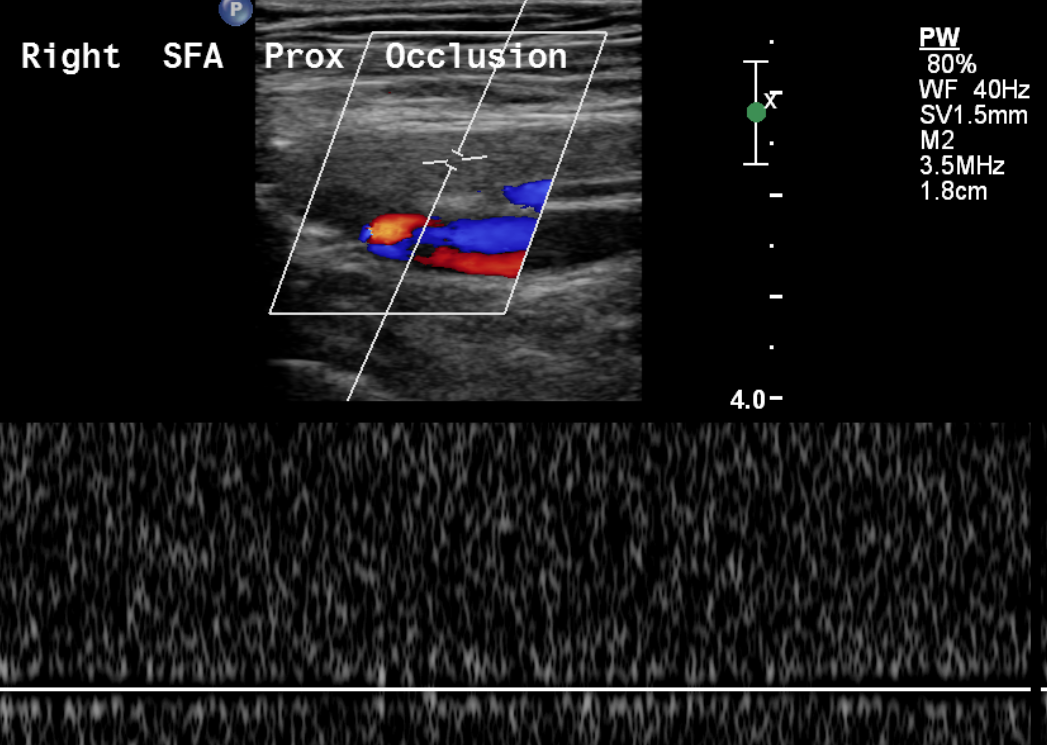 P
Right SFA Prox Occlusion
PW
80%
WF 40Hz
SV1.5mm
M2
3.5MHz
1.8cm
X
4.0